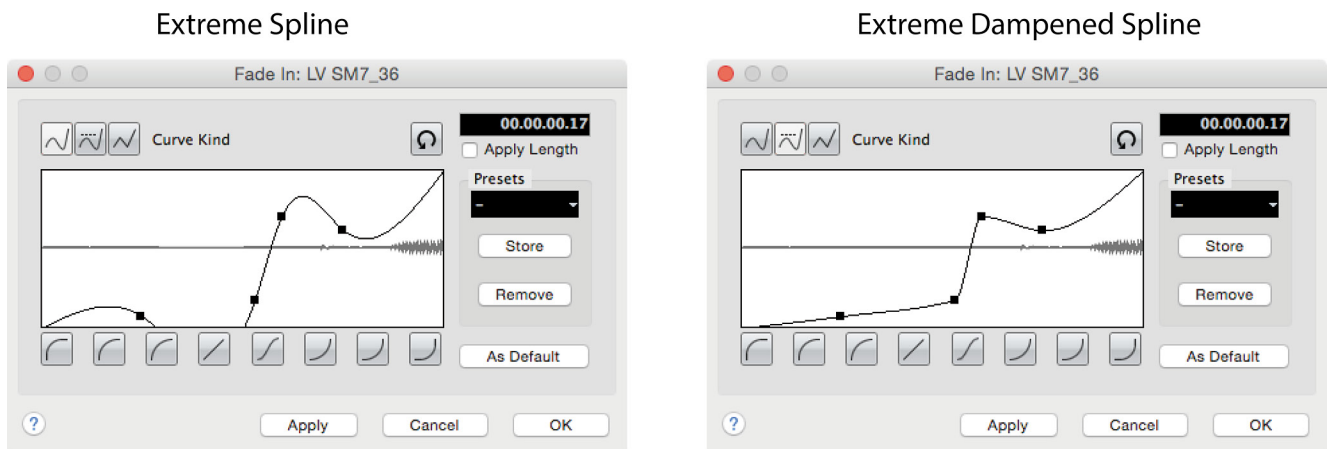 Extreme Spline
Fade In: LV SM7_36
Curve Kind
00.00.00.17
Apply Length
Presets
-
Store
Remove
As Default
?
Apply
Cancel
OK
Extreme Dampened Spline
Fade In: LV SM7_36
Curve Kind
00.00.00.17
Apply Length
Presets
-
Store
Remove
As Default
?
Apply
Cancel
OK